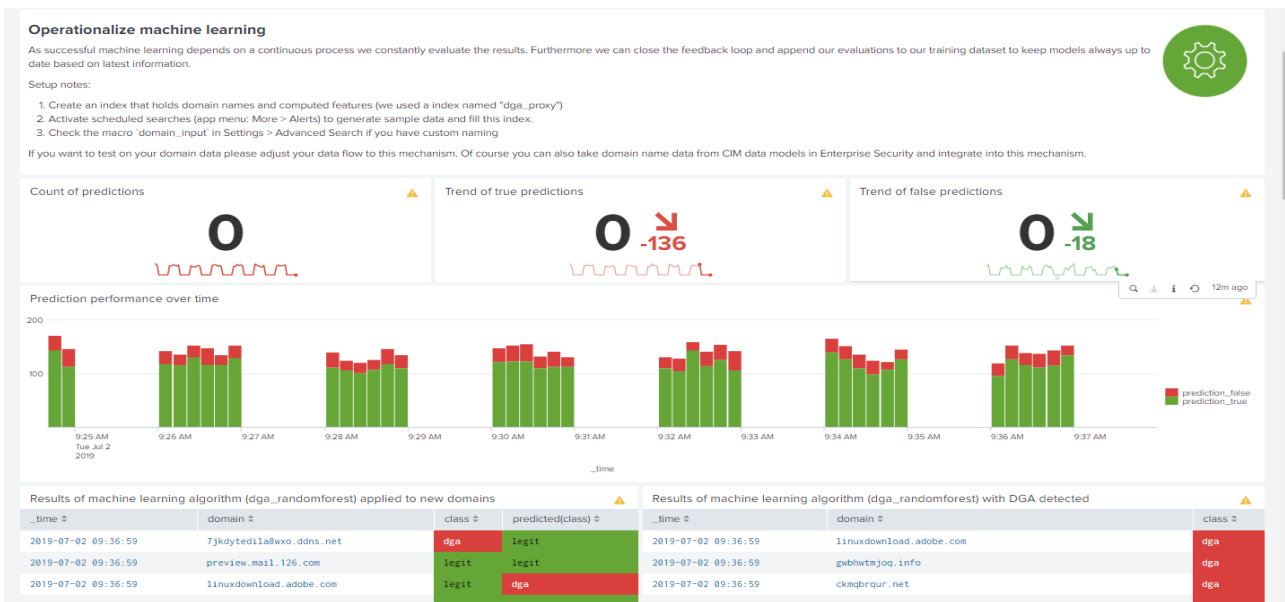 Operationalize machine learning
As successful machine learning depends on a continuous process we constantly evaluate the results. Furthermore we can close the feedback loop and append our evaluations to our training dataset to keep models always up to
date based on latest information.
Setup notes:
1. Create an index that holds domain names and computed features (we used a index named "dga_proxy")
2. Activate scheduled searches (app menu: More > Alerts) to generate sample data and fill this index.
3. Check the macro `domain_input` in Settings > Advanced Search if you have custom naming
If you want to test on your domain data please adjust your data flow to this mechanism. Of course you can also take domain name data from CIM data models in Enterprise Security and integrate into this mechanism.
Count of predictions
0
Trend of true predictions
0 -136
Trend of false predictions
0 -18
12m ago
Prediction performance over time
200
100
prediction_false
prediction_true
9:25 AM 9:26 AM 9:27 AM 9:28 AM 9:29 AM 9:30 AM 9:31 AM 9:32 AM 9:33 AM 9:34 AM 9:35 AM 9:36 AM 9:37 AM
Tue Jul 2
2019
_time
Results of machine learning algorithm (dga_randomforest) applied to new domains
_time domain class predicted(class)
2019-07-02 09:36:59 7jkdytedila8wxo.ddns.net dga legit
2019-07-02 09:36:59 preview.mail.126.com legit legit
2019-07-02 09:36:59 linuxdownload.adobe.com legit dga
Results of machine learning algorithm (dga_randomforest) with DGA detected
_time domain class
2019-07-02 09:36:59 linuxdownload.adobe.com dga
2019-07-02 09:36:59 gwbhwtmjoq.info dga
2019-07-02 09:36:59 ckmqbrqur.net dga